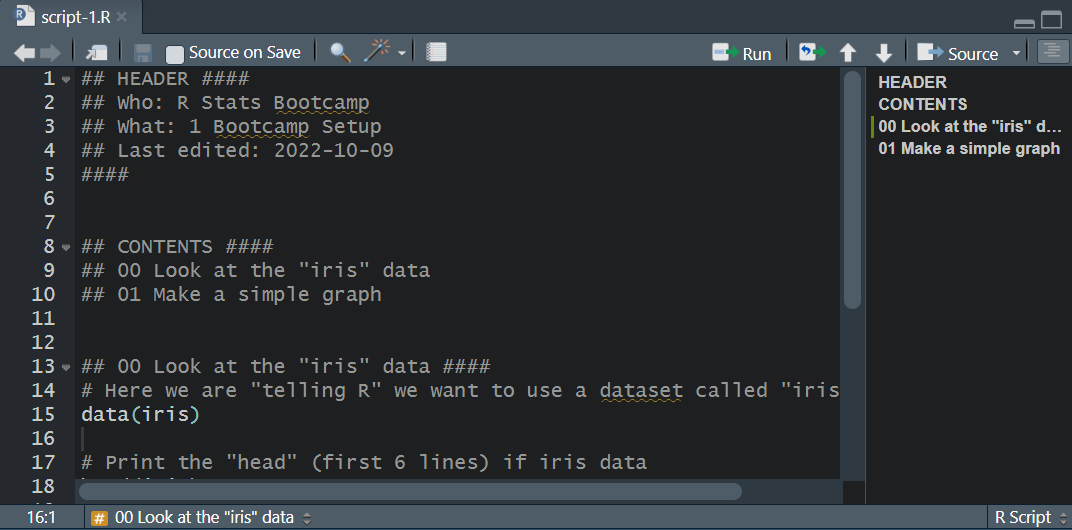 script-1.R
Source on Save
Run
Source
1 ## HEADER ####
2 ## Who: R Stats Bootcamp
3 ## What: 1 Bootcamp Setup
4 ## Last edited: 2022-10-09
5 ####
6
7
8 ## CONTENTS ####
9 ## 00 Look at the "iris" data
10 ## 01 Make a simple graph
11
12
13 ## 00 Look at the "iris" data ####
14 # Here we are "telling R" we want to use a dataset called "iris
15 data(iris)
16
17 # Print the "head" (first 6 lines) if iris data
18
HEADER
CONTENTS
00 Look at the "iris" d...
01 Make a simple graph
16:1
# 00 Look at the "iris" data
R Script